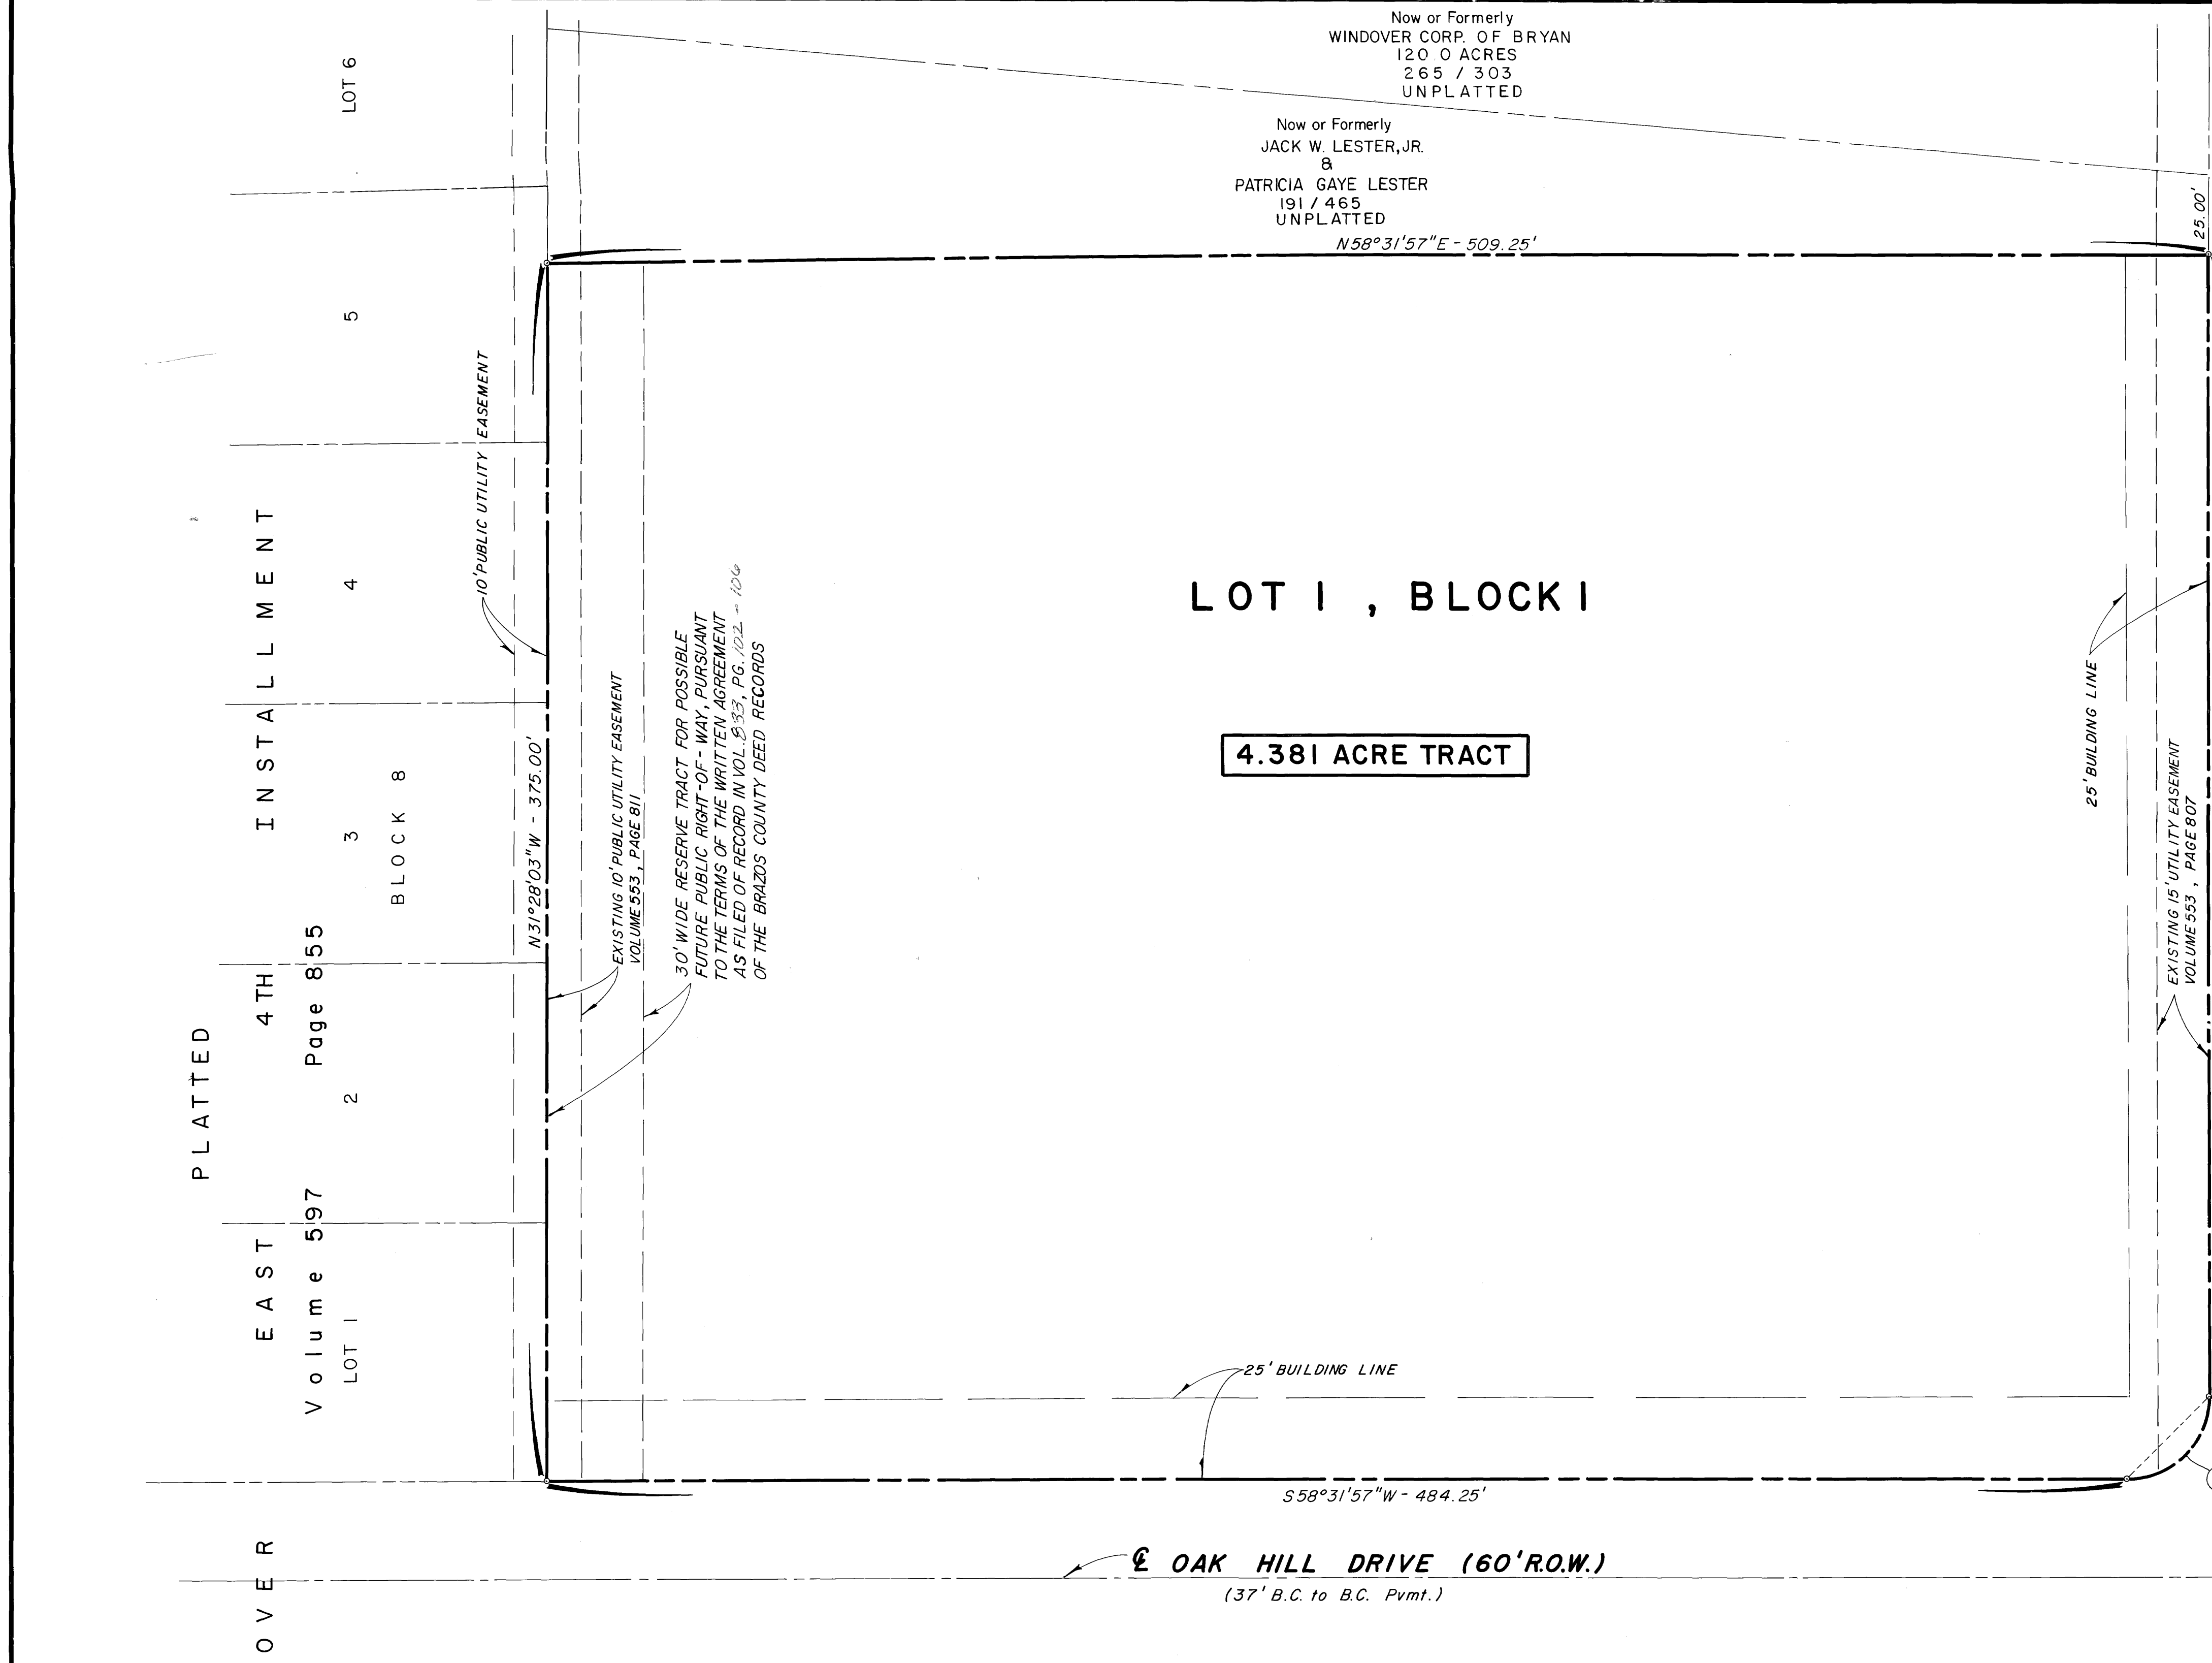 Now or Formerly
WINDOVER CORP. OF BRYAN
120.0 ACRES
265 / 303
UNPLATTED
Now or Formerly
JACK W. LESTER, JR.
&
PATRICIA GAYE LESTER
191 / 465
UNPLATTED
25.00'
N58°31'57"E - 509.25'
LOT 6
5
4
3
2
LOT 1
BLOCK 8
PLATTED
OVER EAST 4TH INSTALLMENT
Volume 597 Page 855
10' PUBLIC UTILITY EASEMENT
N31°28'03"W - 375.00'
EXISTING 10' PUBLIC UTILITY EASEMENT
VOLUME 553, PAGE 811
30' WIDE RESERVE TRACT FOR POSSIBLE
FUTURE PUBLIC RIGHT-OF-WAY, PURSUANT
TO THE TERMS OF THE WRITTEN AGREEMENT
AS FILED OF RECORD IN VOL. 833, PG. 102 - 106
OF THE BRAZOS COUNTY DEED RECORDS
LOT 1 , BLOCK 1
4.381 ACRE TRACT
25' BUILDING LINE
EXISTING 15' UTILITY EASEMENT
VOLUME 553 , PAGE 807
25' BUILDING LINE
S58°31'57"W - 484.25'
℄ OAK HILL DRIVE (60' R.O.W.)
(37' B.C. to B.C. Pvmt.)